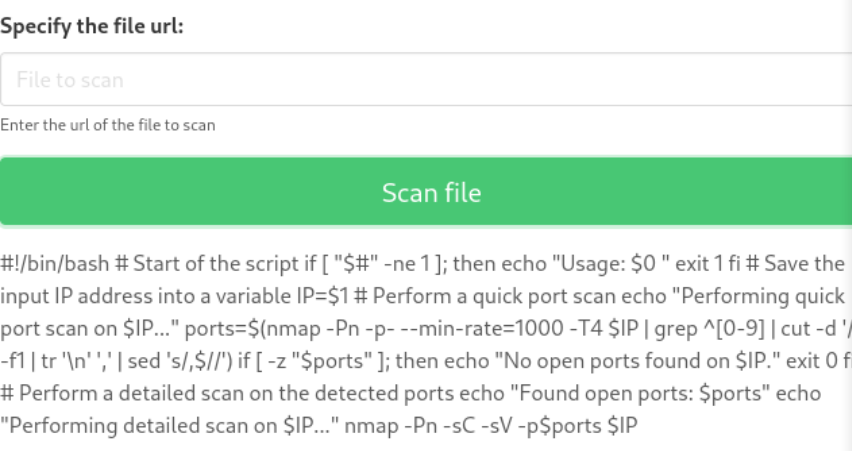 Specify the file url:
File to scan
Enter the url of the file to scan
Scan file
#!/bin/bash # Start of the script if [ "$#" -ne 1 ]; then echo "Usage: $0 " exit 1 fi # Save the
input IP address into a variable IP=$1 # Perform a quick port scan echo "Performing quick
port scan on $IP..." ports=$(nmap -Pn -p- --min-rate=1000 -T4 $IP | grep ^[0-9] | cut -d '/
-f1 | tr '\n' ',' | sed 's/,$//') if [ -z "$ports" ]; then echo "No open ports found on $IP." exit 0 f
# Perform a detailed scan on the detected ports echo "Found open ports: $ports" echo
"Performing detailed scan on $IP..." nmap -Pn -sC -sV -p$ports $IP